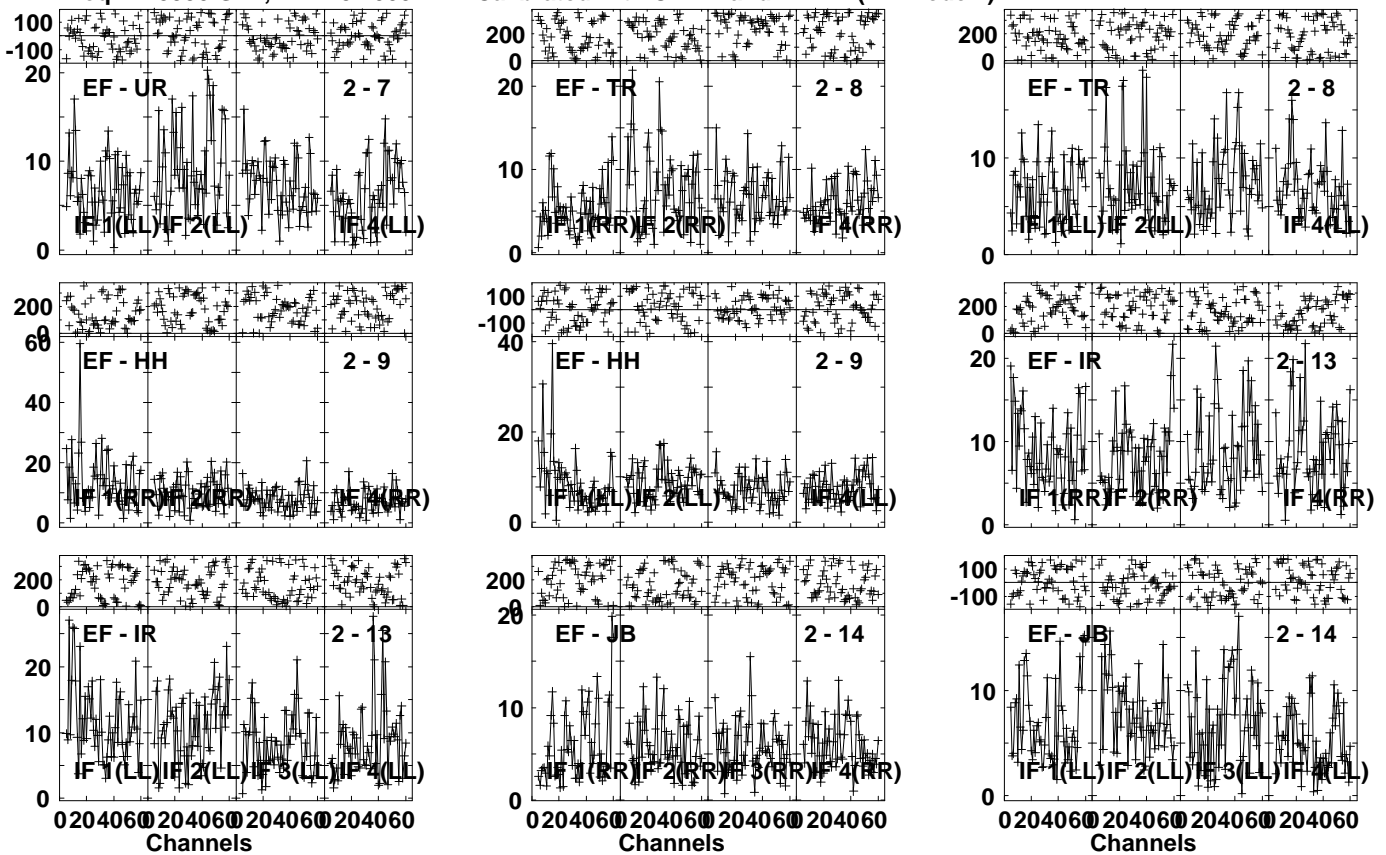 100
-100
20
10
0
EF - UR
2 - 7
IF 1(LL)
IF 2(LL)
IF 4(LL)
200
0
20
10
0
EF - TR
2 - 8
IF 1(RR)
IF 2(RR)
IF 4(RR)
200
0
10
0
EF - TR
2 - 8
IF 1(LL)
IF 2(LL)
IF 4(LL)
200
0
60
40
20
0
EF - HH
2 - 9
IF 1(RR)
IF 2(RR)
IF 4(RR)
100
-100
40
20
0
EF - HH
2 - 9
IF 1(LL)
IF 2(LL)
IF 4(LL)
200
0
20
10
0
EF - IR
2 - 13
IF 1(RR)
IF 2(RR)
IF 4(RR)
200
0
20
10
0
EF - IR
2 - 13
IF 1(LL)
IF 2(LL)
IF 3(LL)
IF 4(LL)
0 20 40 60 0 20 40 60 0 20 40 60 0 20 40 60
Channels
200
0
20
10
0
EF - JB
2 - 14
IF 1(RR)
IF 2(RR)
IF 3(RR)
IF 4(RR)
0 20 40 60 0 20 40 60 0 20 40 60 0 20 40 60
Channels
100
-100
10
0
EF - JB
2 - 14
IF 1(LL)
IF 2(LL)
IF 3(LL)
IF 4(LL)
0 20 40 60 0 20 40 60 0 20 40 60 0 20 40 60
Channels